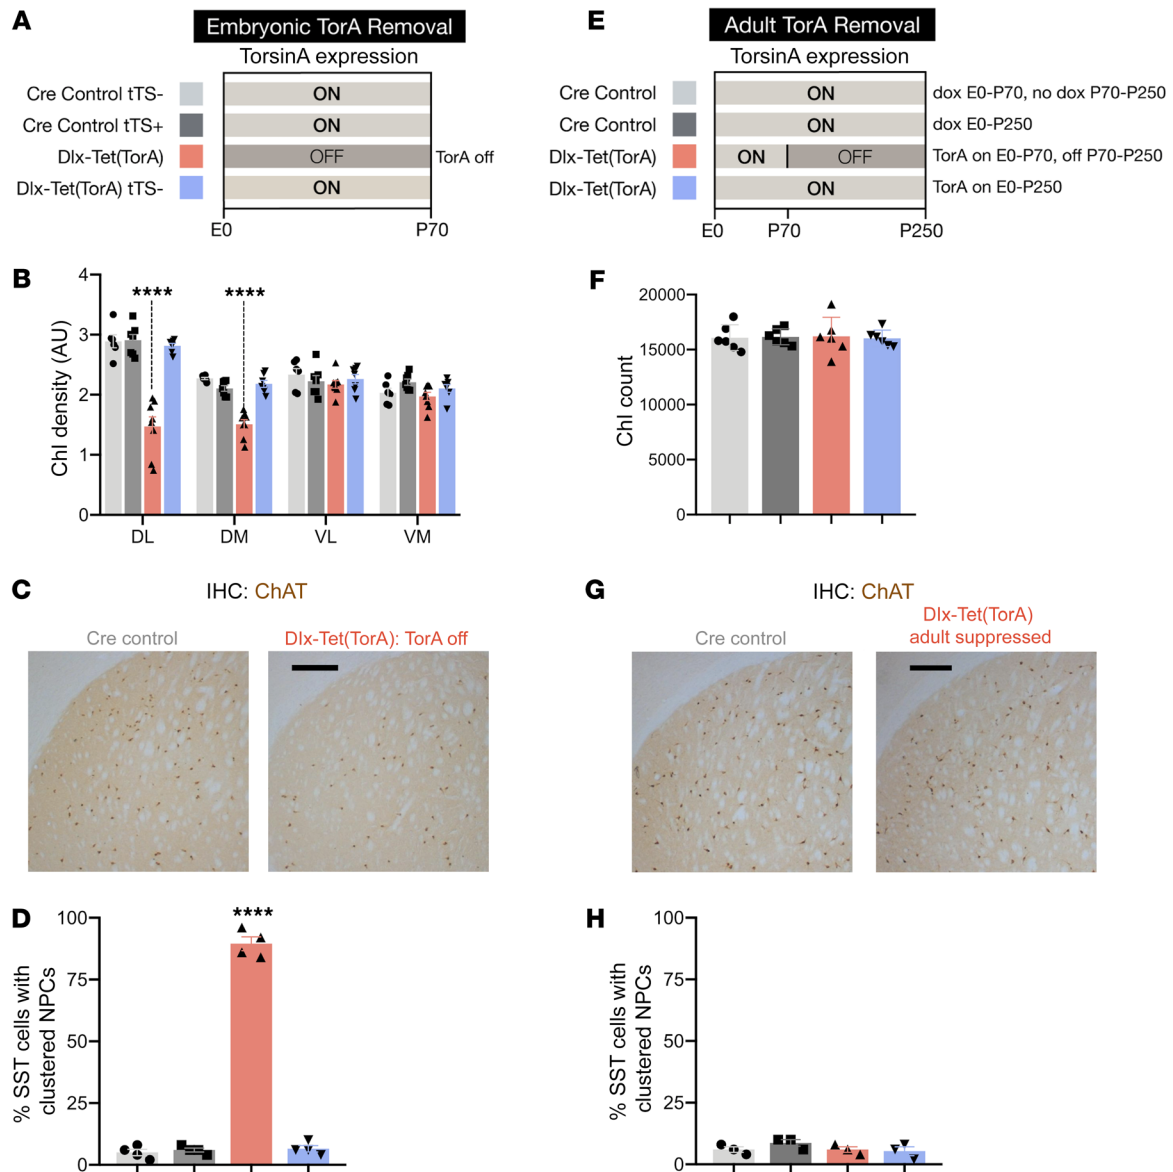 A
Embryonic TorA Removal
TorsinA expression
Cre Control tTS-
ON
Cre Control tTS+
ON
Dlx-Tet(TorA)
OFF
TorA off
Dlx-Tet(TorA) tTS-
ON
E0
P70
E
Adult TorA Removal
TorsinA expression
Cre Control
ON
dox E0-P70, no dox P70-P250
Cre Control
ON
dox E0-P250
Dlx-Tet(TorA)
ON
OFF
TorA on E0-P70, off P70-P250
Dlx-Tet(TorA)
ON
TorA on E0-P250
E0
P70
P250
B
ChI density (AU)
4
3
2
1
0
****
****
DL
DM
VL
VM
F
ChI count
20000
15000
10000
5000
0
C
IHC: ChAT
Cre control
Dlx-Tet(TorA): TorA off
G
IHC: ChAT
Cre control
Dlx-Tet(TorA)
adult suppressed
D
% SST cells with
clustered NPCs
100
75
50
25
0
****
H
% SST cells with
clustered NPCs
100
75
50
25
0